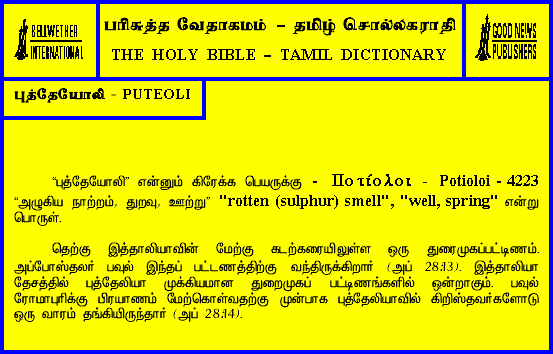 BELLWETHER
INTERNATIONAL
பரிசுத்த வேதாகமம் – தமிழ் சொல்லகராதி
THE HOLY BIBLE – TAMIL DICTIONARY
GOOD NEWS
PUBLISHERS
புத்தேயோலி - PUTEOLI
“புத்தேயோலி” என்னும் கிரேக்க பெயருக்கு - Ποτίολοι - Potioloi - 4223
“அழுகிய நாற்றம், துறவு, ஊற்று” "rotten (sulphur) smell", "well, spring" என்று
பொருள்.
தெற்கு இத்தாலியாவின் மேற்கு கடற்கரையிலுள்ள ஒரு துரைமுகப்பட்டிணம்.
அப்போஸ்தலர் பவுல் இந்தப் பட்டணத்திற்கு வந்திருக்கிறார் (அப் 28:13). இத்தாலியா
தேசத்தில் புத்தேலியா முக்கியமான துறைமுகப் பட்டிணங்களில் ஒன்றாகும். பவுல்
ரோமாபுரிக்கு பிரயாணம் மேற்கொள்வதற்கு முன்பாக புத்தேலியாவில் கிறிஸ்தவர்களோடு
ஒரு வாரம் தங்கியிருந்தார் (அப் 28:14).